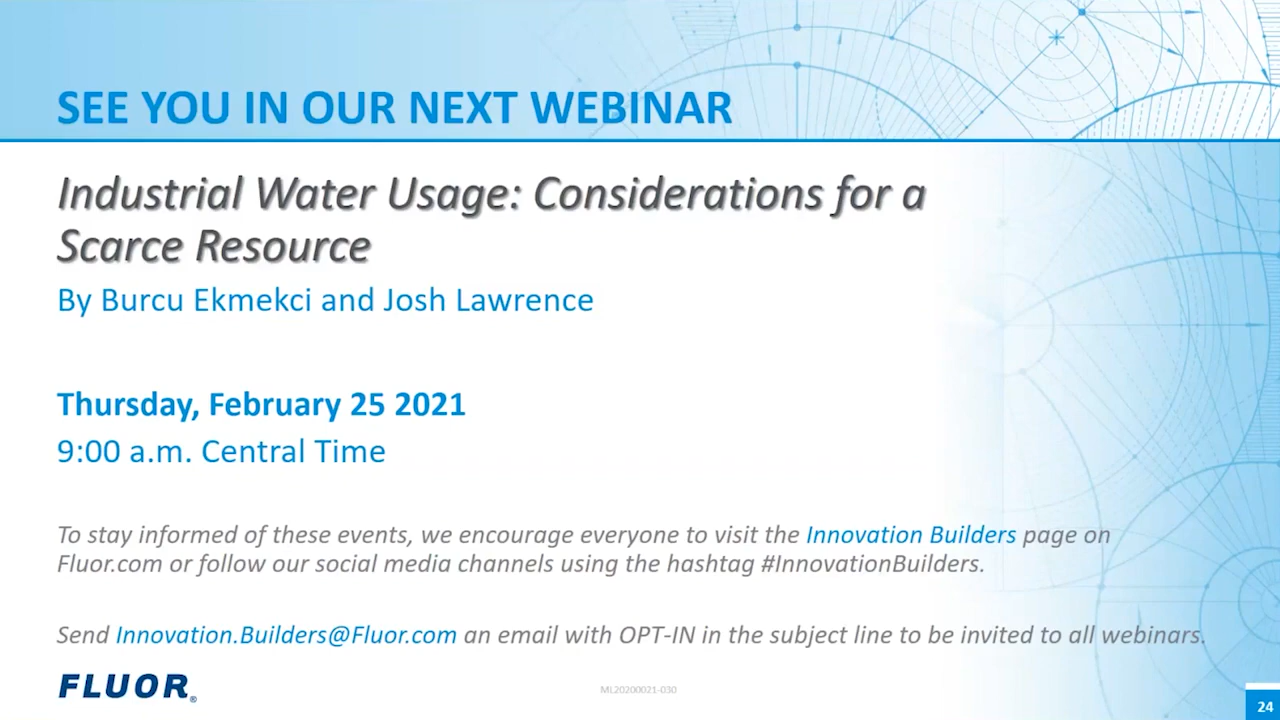 SEE YOU IN OUR NEXT WEBINAR
Industrial Water Usage: Considerations for a
Scarce Resource
By Burcu Ekmekci and Josh Lawrence
Thursday, February 25 2021
9:00 a.m. Central Time
To stay informed of these events, we encourage everyone to visit the Innovation Builders page on
Fluor.com or follow our social media channels using the hashtag #InnovationBuilders.
Send Innovation.Builders@Fluor.com an email with OPT-IN in the subject line to be invited to all webinars.
FLUOR®
ML20200021-030
24